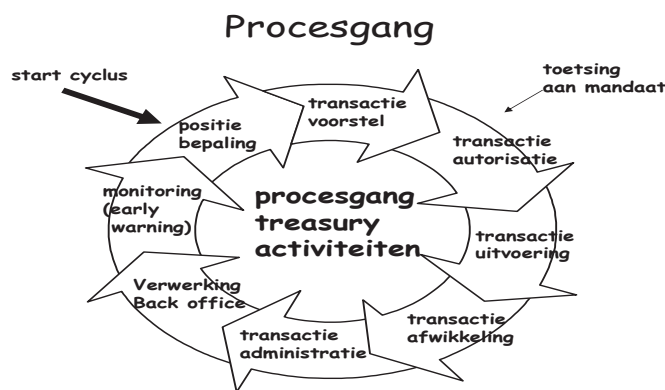 Procesgang
start cyclus
toetsing
aan mandaat
positie
bepaling
transactie
voorstel
transactie
autorisatie
transactie
uitvoering
transactie
afwikkeling
transactie
administratie
Verwerking
Back office
monitoring
(early
warning)
procesgang
treasury
activiteiten